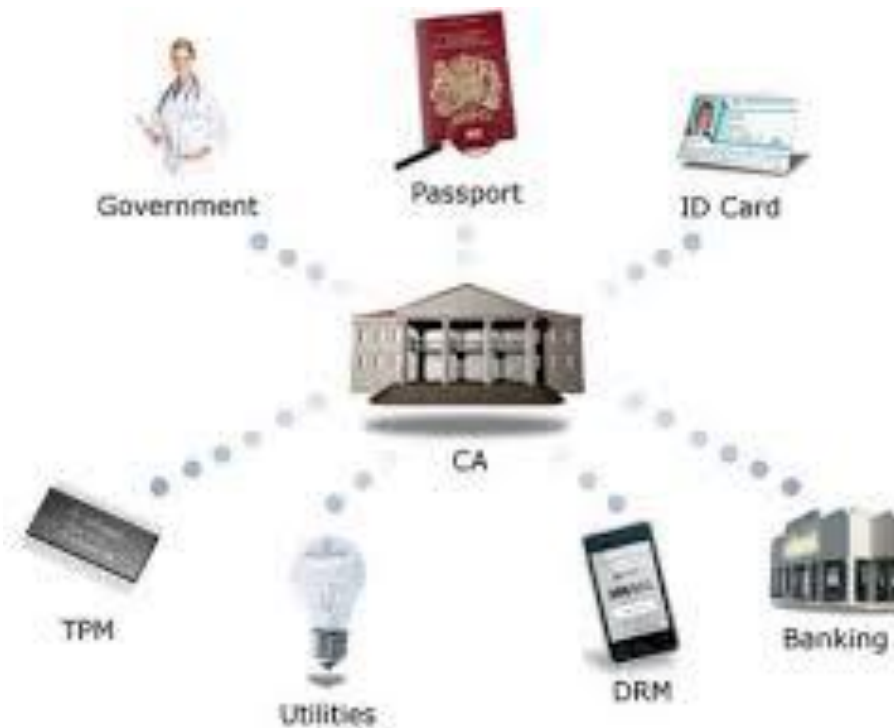 Government
Passport
ID Card
CA
TPM
Utilities
DRM
Banking